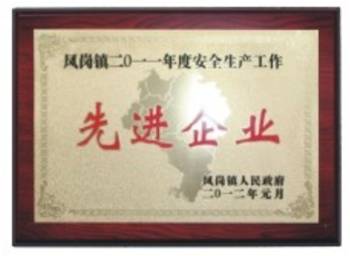 凤岗镇二〇一一年度安全生产工作
先进企业
凤岗镇人民政府
二〇一二年元月